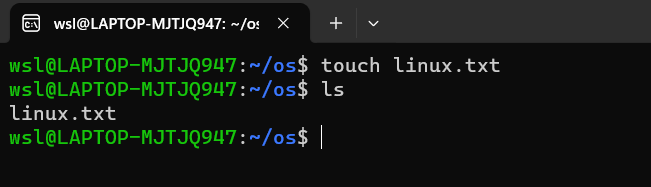 wsl@LAPTOP-MJTJQ947: ~/os
wsl@LAPTOP-MJTJQ947:~/os$ touch linux.txt
wsl@LAPTOP-MJTJQ947:~/os$ ls
linux.txt
wsl@LAPTOP-MJTJQ947:~/os$